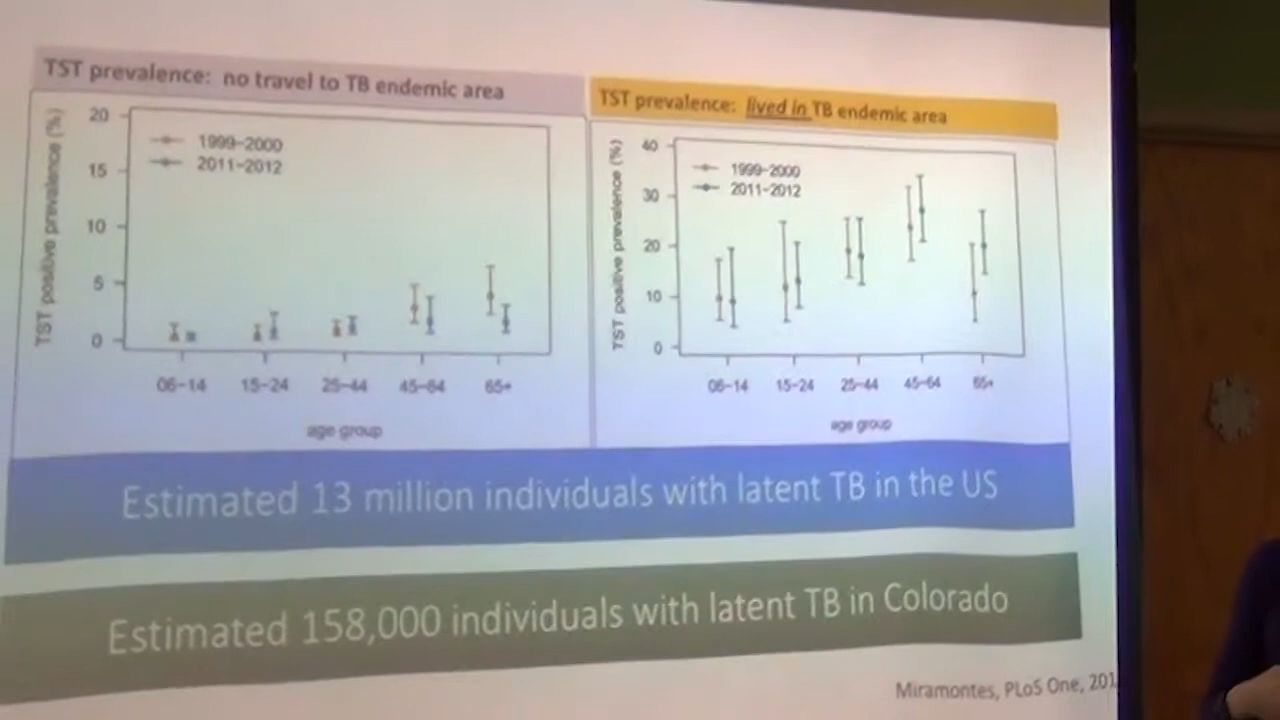 TST prevalence: no travel to TB endemic area
TST positive prevalence (%)
20
15
10
5
0
1999-2000
2011-2012
06-14 15-24 25-44 45-64 65+
age group
TST prevalence: lived in TB endemic area
TST positive prevalence (%)
40
30
20
10
0
1999-2000
2011-2012
06-14 15-24 25-44 45-64 65+
age group
Estimated 13 million individuals with latent TB in the US
Estimated 158,000 individuals with latent TB in Colorado
Miramontes, PLoS One, 201